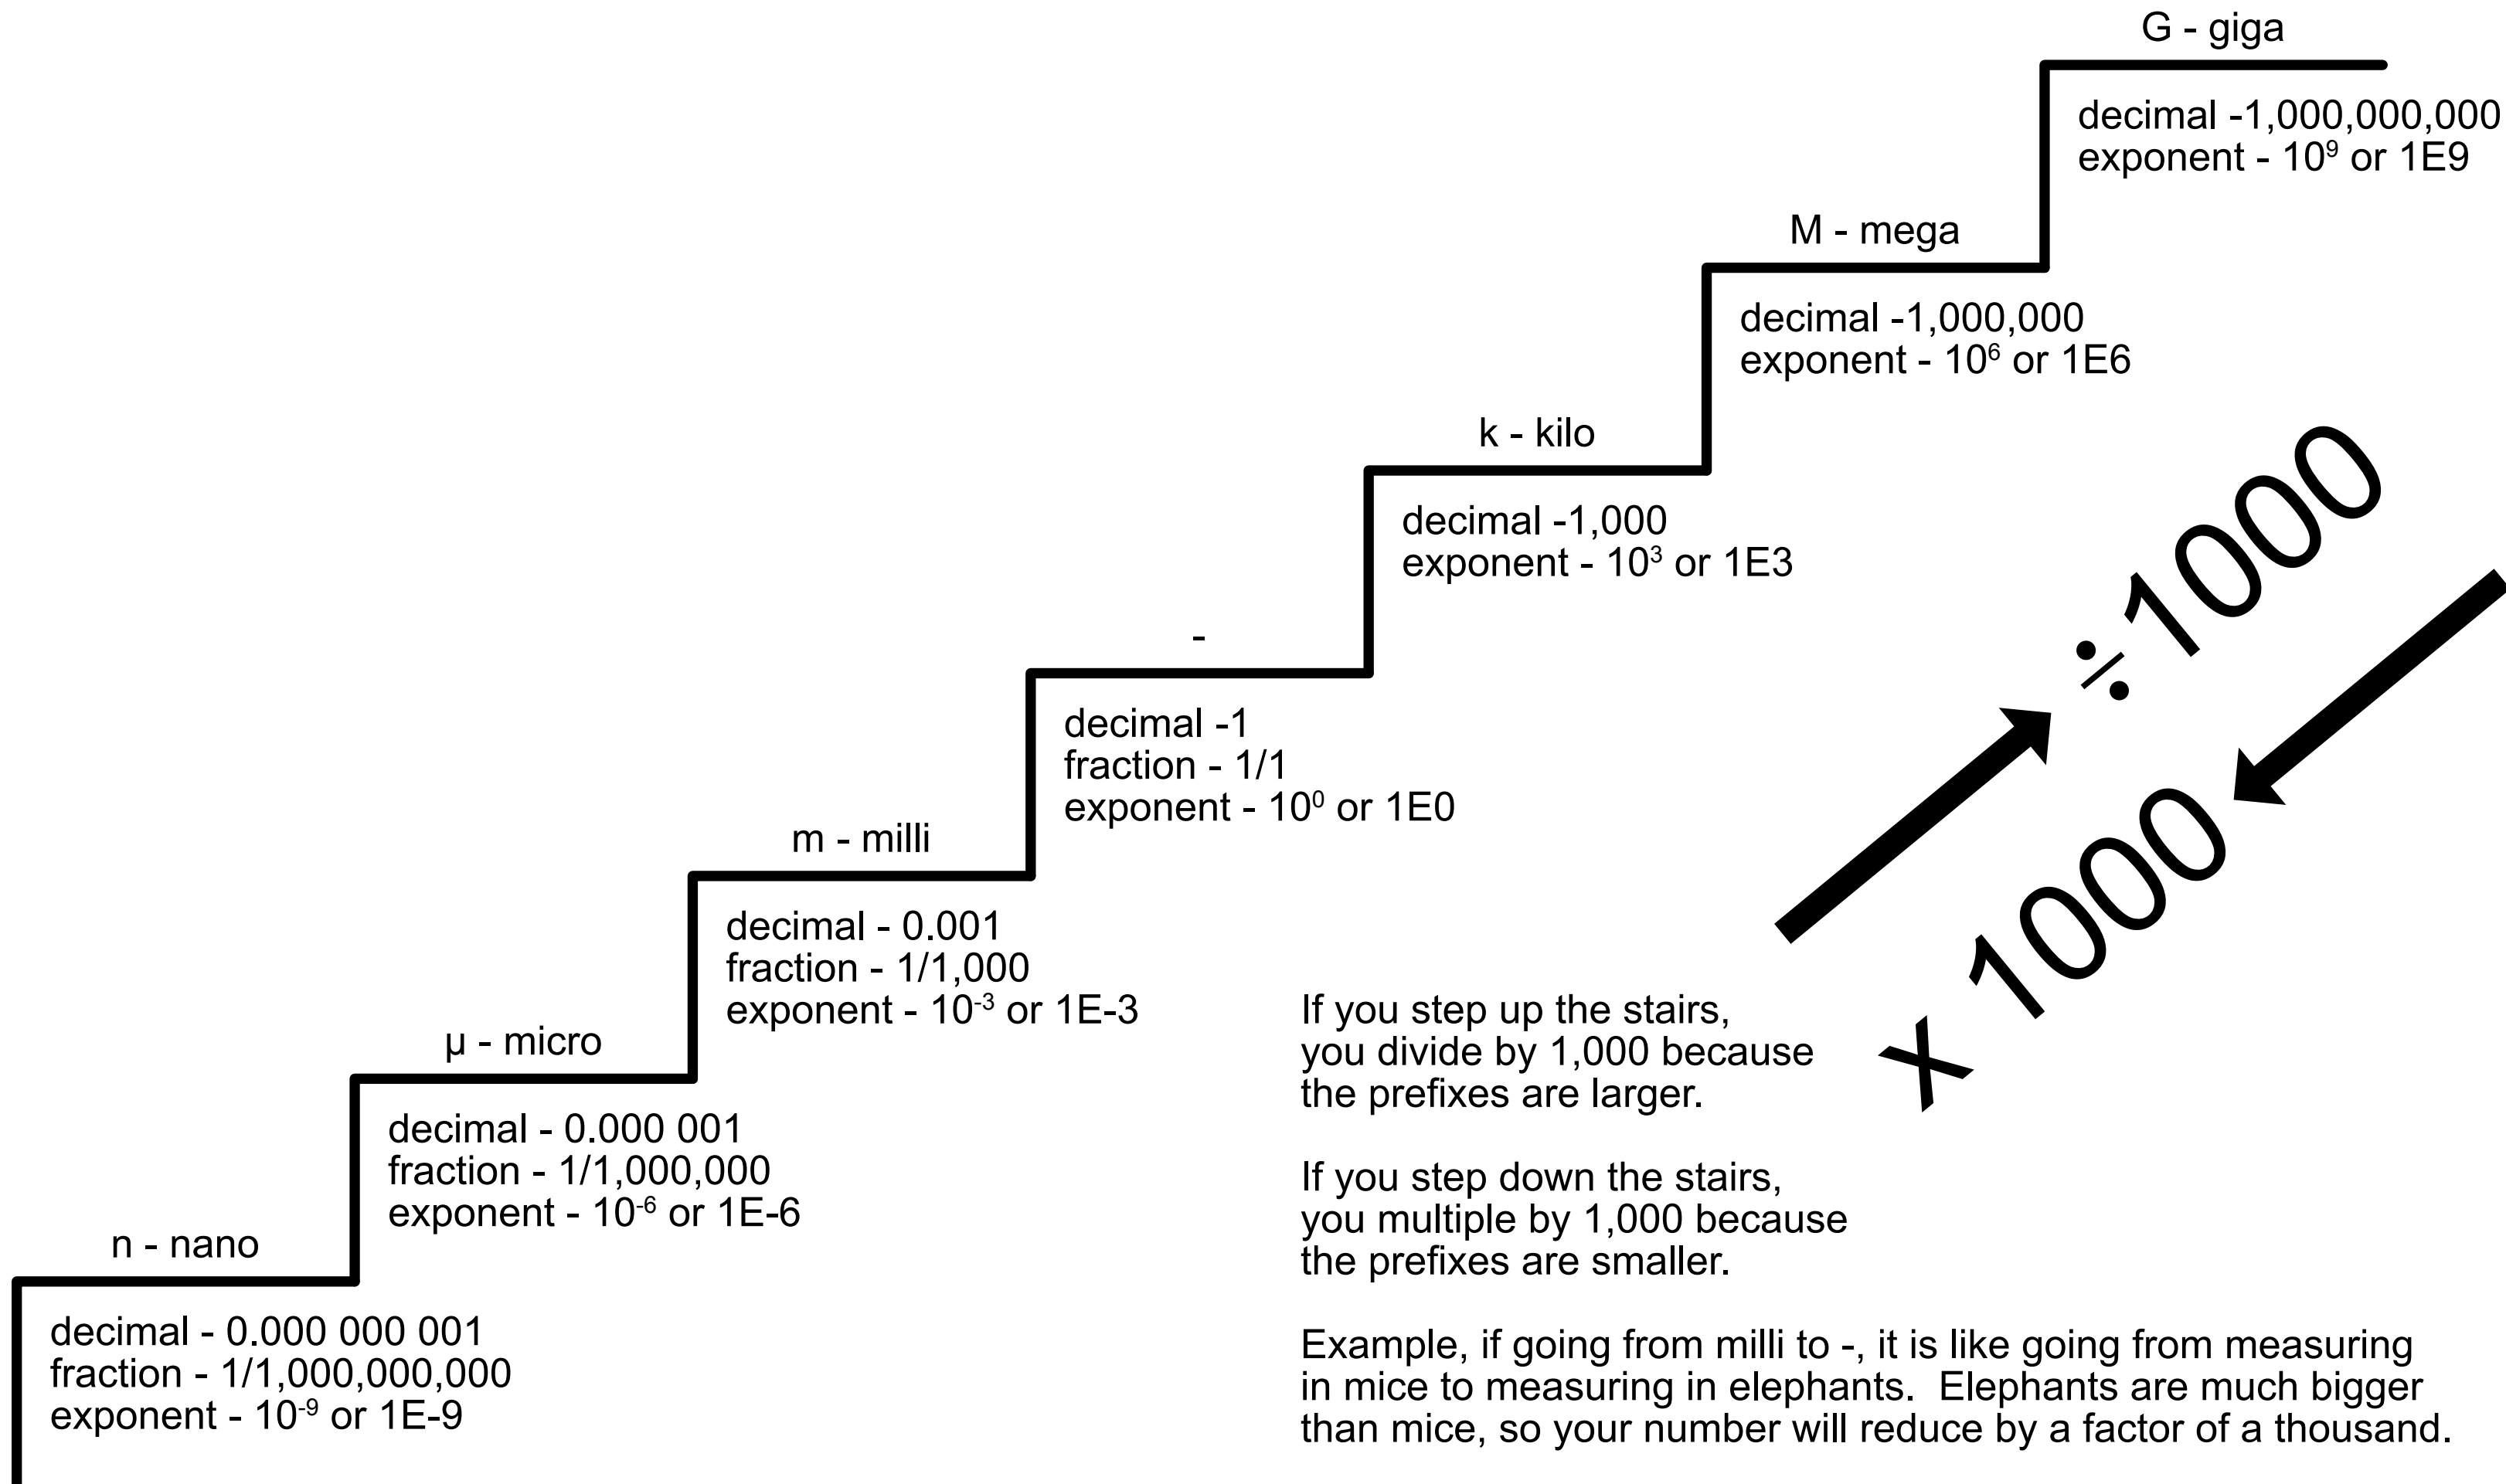 G - giga
decimal -1,000,000,000
exponent - 10⁹ or 1E9
M - mega
decimal -1,000,000
exponent - 10⁶ or 1E6
k - kilo
decimal -1,000
exponent - 10³ or 1E3
-
decimal -1
fraction - 1/1
exponent - 10⁰ or 1E0
m - milli
decimal - 0.001
fraction - 1/1,000
exponent - 10⁻³ or 1E-3
µ - micro
decimal - 0.000 001
fraction - 1/1,000,000
exponent - 10⁻⁶ or 1E-6
n - nano
decimal - 0.000 000 001
fraction - 1/1,000,000,000
exponent - 10⁻⁹ or 1E-9
÷1000
x 1000
If you step up the stairs,
you divide by 1,000 because
the prefixes are larger.
If you step down the stairs,
you multiple by 1,000 because
the prefixes are smaller.
Example, if going from milli to -, it is like going from measuring
in mice to measuring in elephants.  Elephants are much bigger
than mice, so your number will reduce by a factor of a thousand.